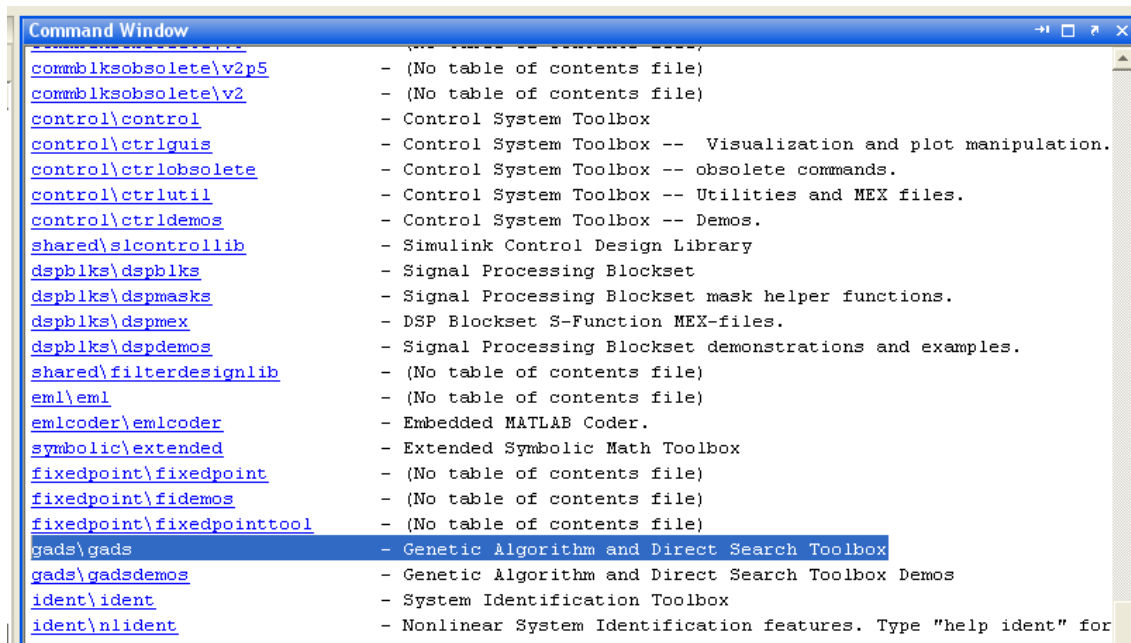 Command Window
commblksobsolete\v2p5 - (No table of contents file)
commblksobsolete\v2 - (No table of contents file)
control\control - Control System Toolbox
control\ctrlguis - Control System Toolbox --  Visualization and plot manipulation.
control\ctrlobsolete - Control System Toolbox -- obsolete commands.
control\ctrlutil - Control System Toolbox -- Utilities and MEX files.
control\ctrldemos - Control System Toolbox -- Demos.
shared\slcontrollib - Simulink Control Design Library
dspblks\dspblks - Signal Processing Blockset
dspblks\dspmasks - Signal Processing Blockset mask helper functions.
dspblks\dspmex - DSP Blockset S-Function MEX-files.
dspblks\dspdemos - Signal Processing Blockset demonstrations and examples.
shared\filterdesignlib - (No table of contents file)
eml\eml - (No table of contents file)
emlcoder\emlcoder - Embedded MATLAB Coder.
symbolic\extended - Extended Symbolic Math Toolbox
fixedpoint\fixedpoint - (No table of contents file)
fixedpoint\fidemos - (No table of contents file)
fixedpoint\fixedpointtool - (No table of contents file)
gads\gads - Genetic Algorithm and Direct Search Toolbox
gads\gadsdemos - Genetic Algorithm and Direct Search Toolbox Demos
ident\ident - System Identification Toolbox
ident\nlident - Nonlinear System Identification features. Type "help ident" for